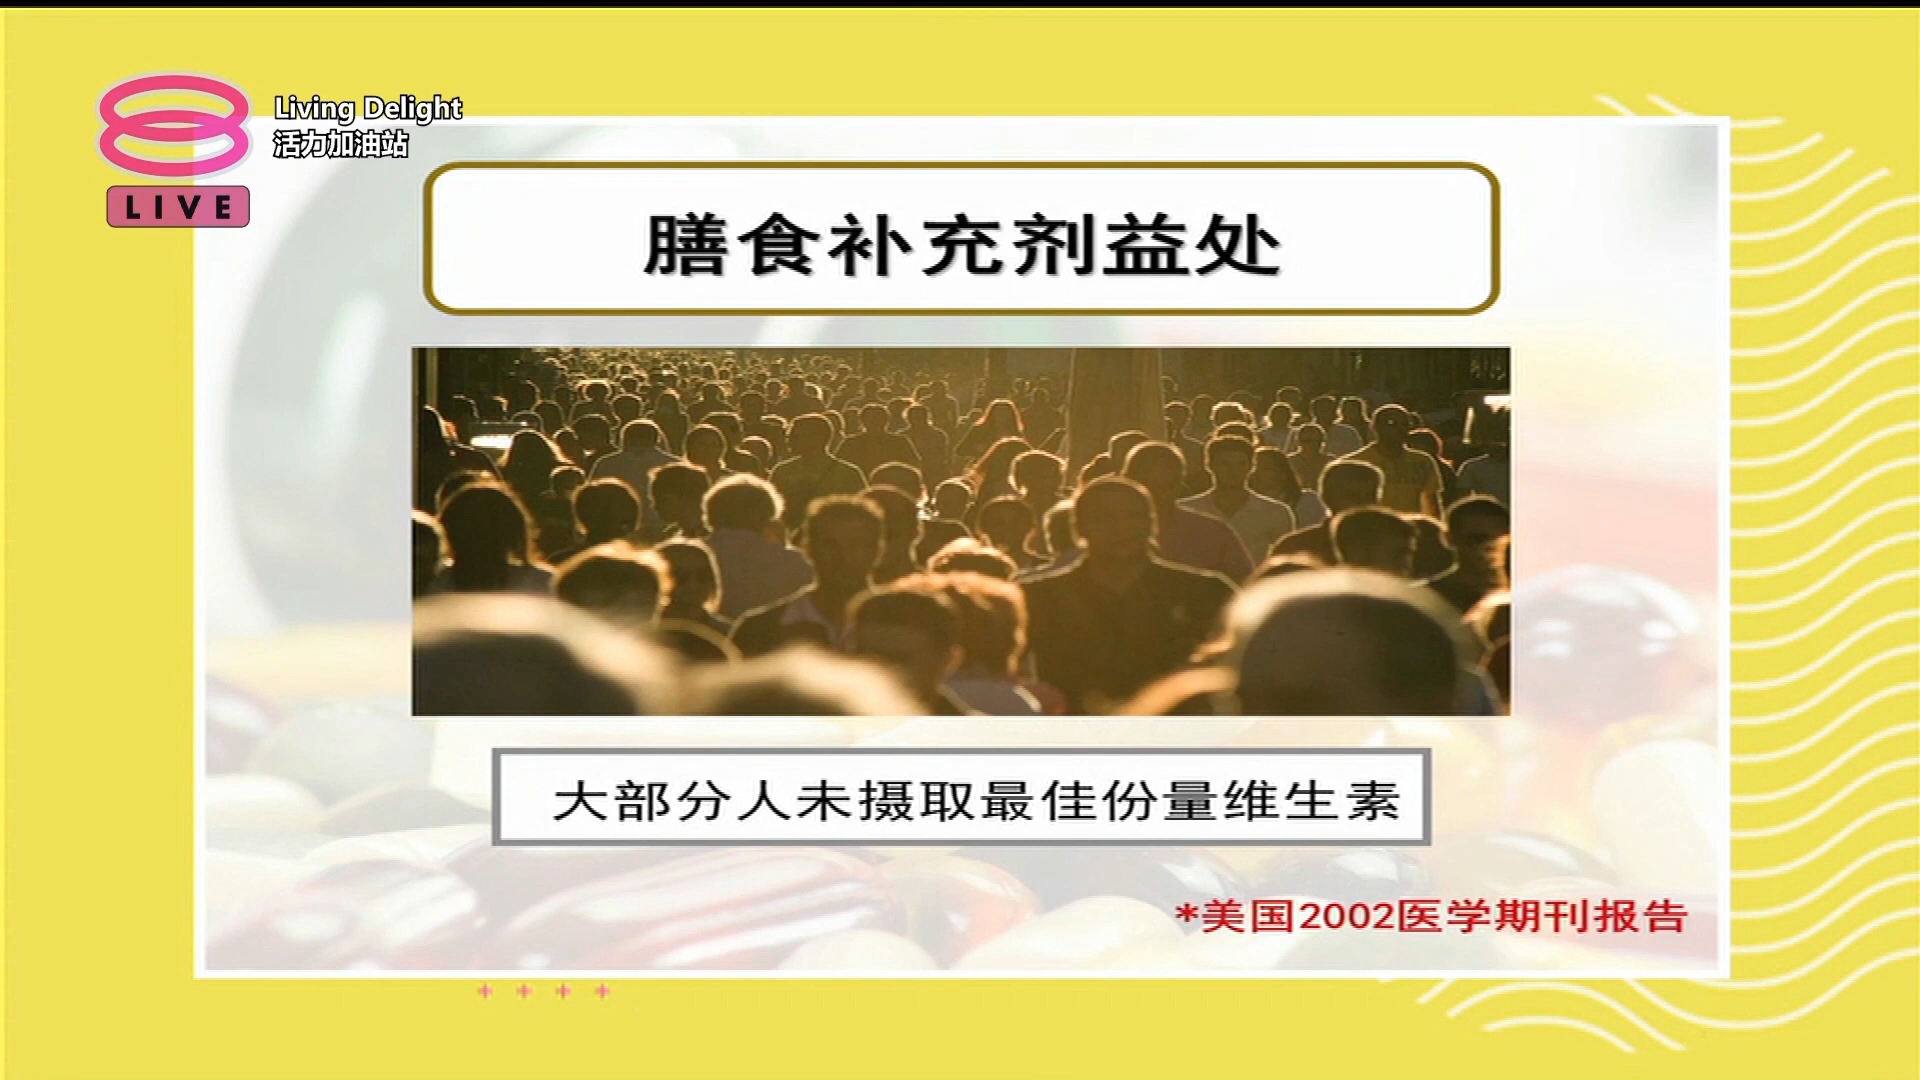 Living Delight
活力加油站
LIVE
膳食补充剂益处
大部分人未摄取最佳份量维生素
*美国2002医学期刊报告